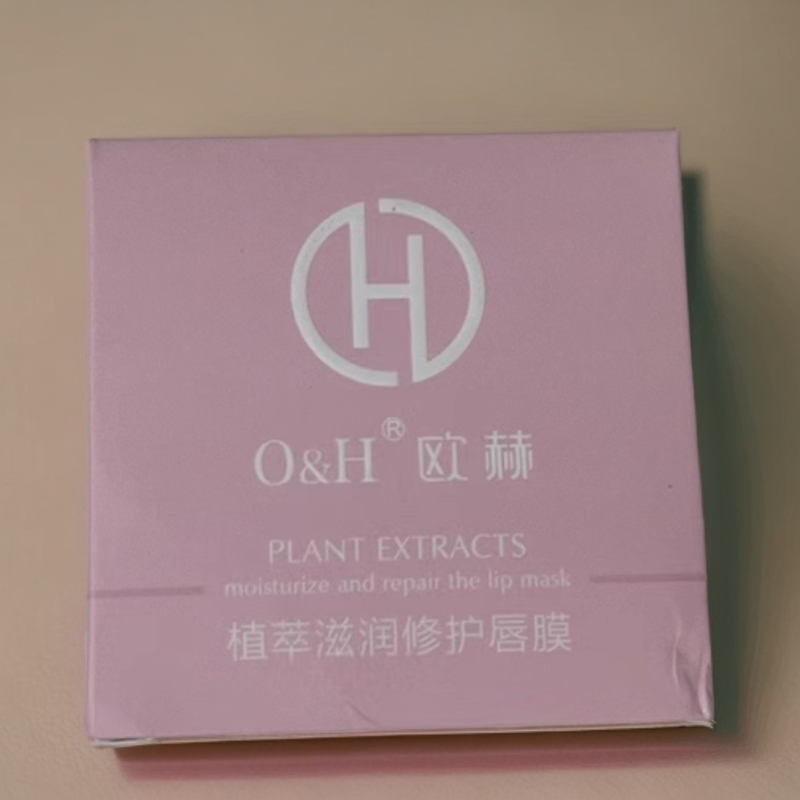 O&H® 欧赫
PLANT EXTRACTS
moisturize and repair the lip mask
植萃滋润修护唇膜